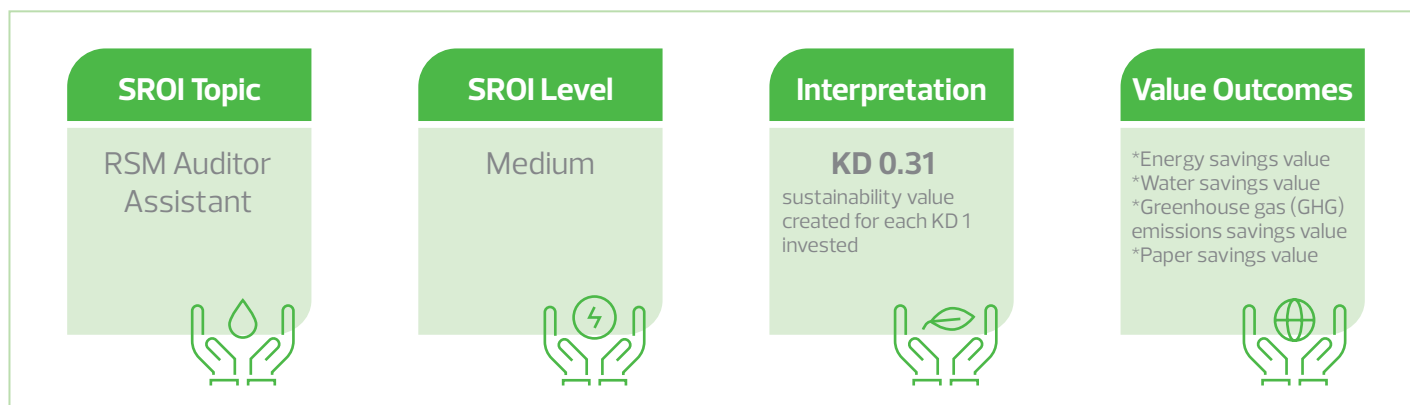 SROI Topic
RSM Auditor
Assistant
SROI Level
Medium
Interpretation
KD 0.31
sustainability value
created for each KD 1
invested
Value Outcomes
*Energy savings value
*Water savings value
*Greenhouse gas (GHG)
emissions savings value
*Paper savings value